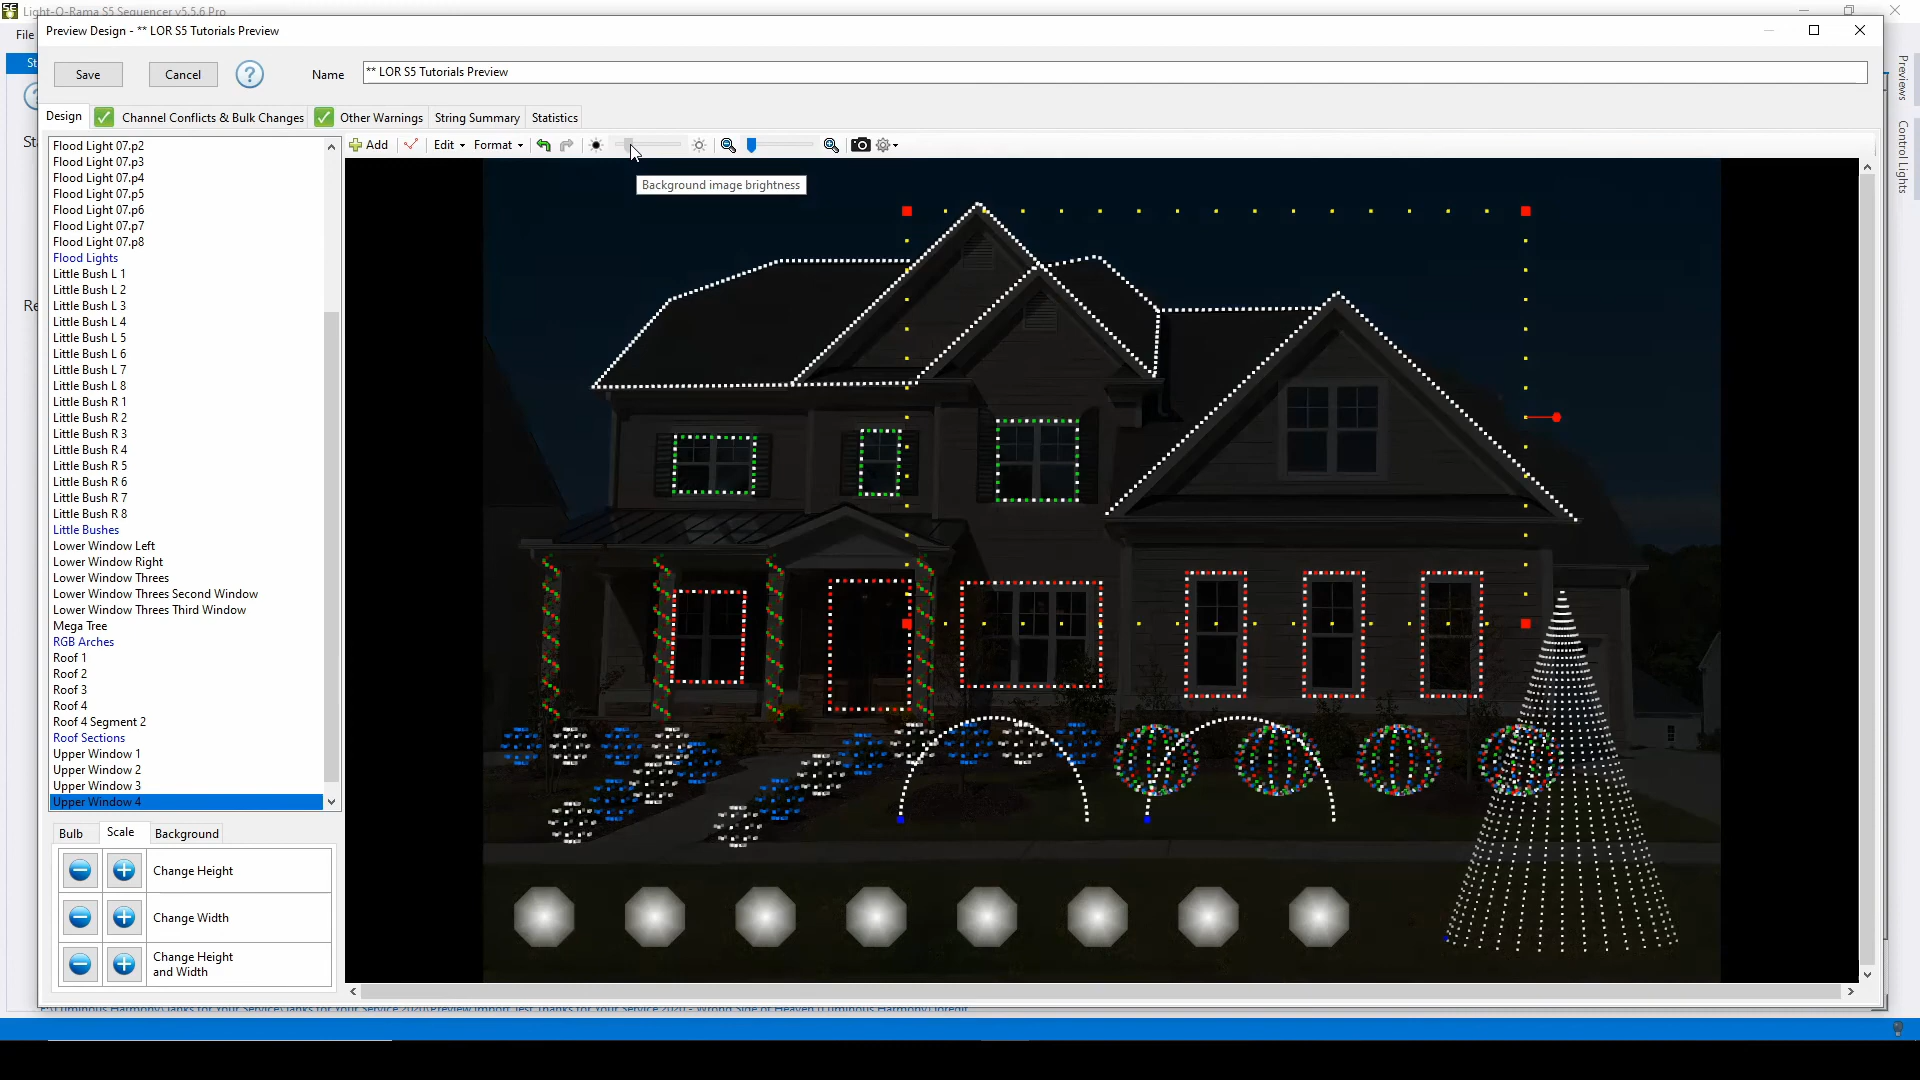 Light-O-Rama S5 Sequencer v5.5.6 Pro
File
Preview Design - ** LOR S5 Tutorials Preview
Save
Cancel
Name
** LOR S5 Tutorials Preview
Design
Channel Conflicts & Bulk Changes
Other Warnings
String Summary
Statistics
Add
Edit
Format
Background image brightness
Flood Light 07.p2
Flood Light 07.p3
Flood Light 07.p4
Flood Light 07.p5
Flood Light 07.p6
Flood Light 07.p7
Flood Light 07.p8
Flood Lights
Little Bush L 1
Little Bush L 2
Little Bush L 3
Little Bush L 4
Little Bush L 5
Little Bush L 6
Little Bush L 7
Little Bush L 8
Little Bush R 1
Little Bush R 2
Little Bush R 3
Little Bush R 4
Little Bush R 5
Little Bush R 6
Little Bush R 7
Little Bush R 8
Little Bushes
Lower Window Left
Lower Window Right
Lower Window Threes
Lower Window Threes Second Window
Lower Window Threes Third Window
Mega Tree
RGB Arches
Roof 1
Roof 2
Roof 3
Roof 4
Roof 4 Segment 2
Roof Sections
Upper Window 1
Upper Window 2
Upper Window 3
Upper Window 4
Bulb
Scale
Background
Change Height
Change Width
Change Height
and Width
Previews
Control Lights